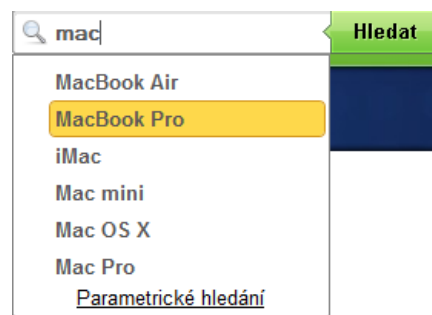 mac
Hledat
MacBook Air
MacBook Pro
iMac
Mac mini
Mac OS X
Mac Pro
Parametrické hledání